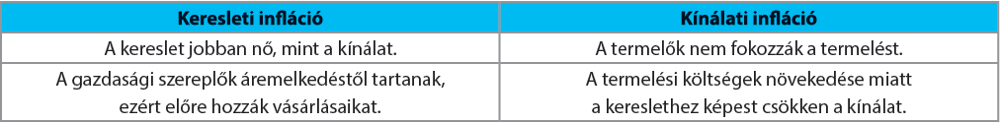 Keresleti infláció
Kínálati infláció
A kereslet jobban nő, mint a kínálat.
A termelők nem fokozzák a termelést.
A gazdasági szereplők áremelkedéstől tartanak,
ezért előre hozzák vásárlásaikat.
A termelési költségek növekedése miatt
a kereslethez képest csökken a kínálat.